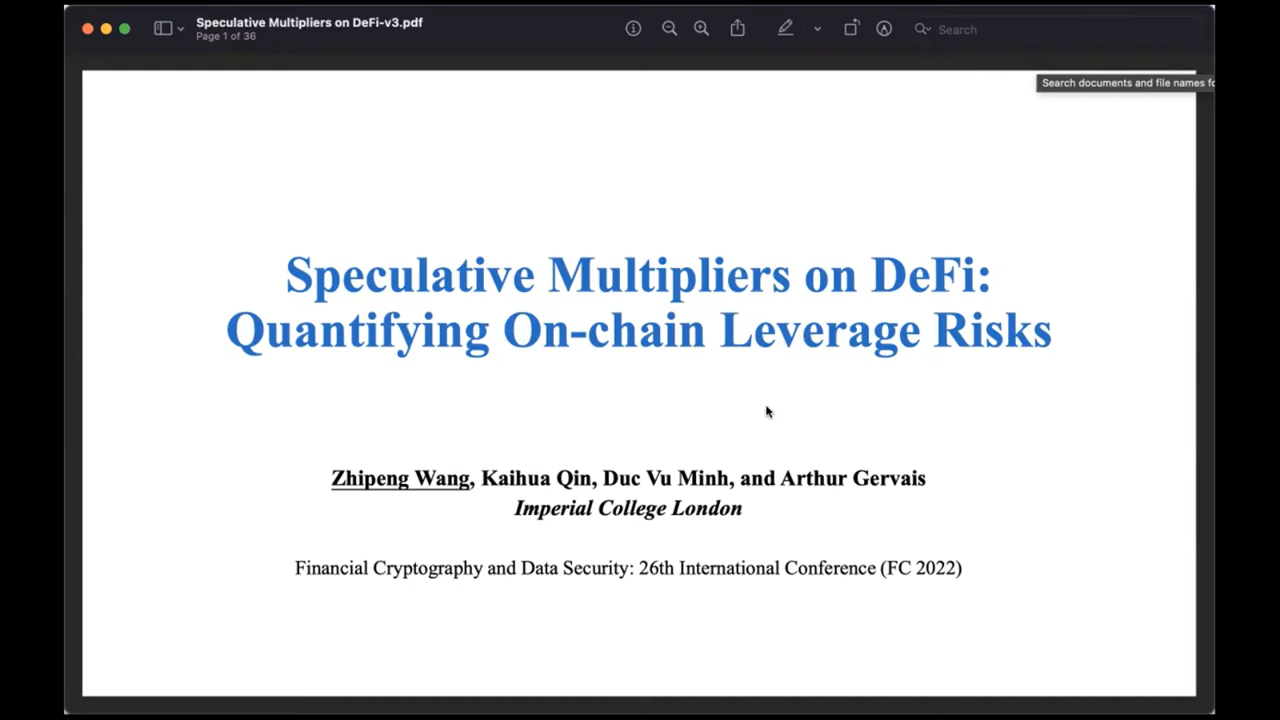 Speculative Multipliers on DeFi-v3.pdf
Page 1 of 36
Search
Search documents and file names fo
Speculative Multipliers on DeFi:
Quantifying On-chain Leverage Risks
Zhipeng Wang, Kaihua Qin, Duc Vu Minh, and Arthur Gervais
Imperial College London
Financial Cryptography and Data Security: 26th International Conference (FC 2022)